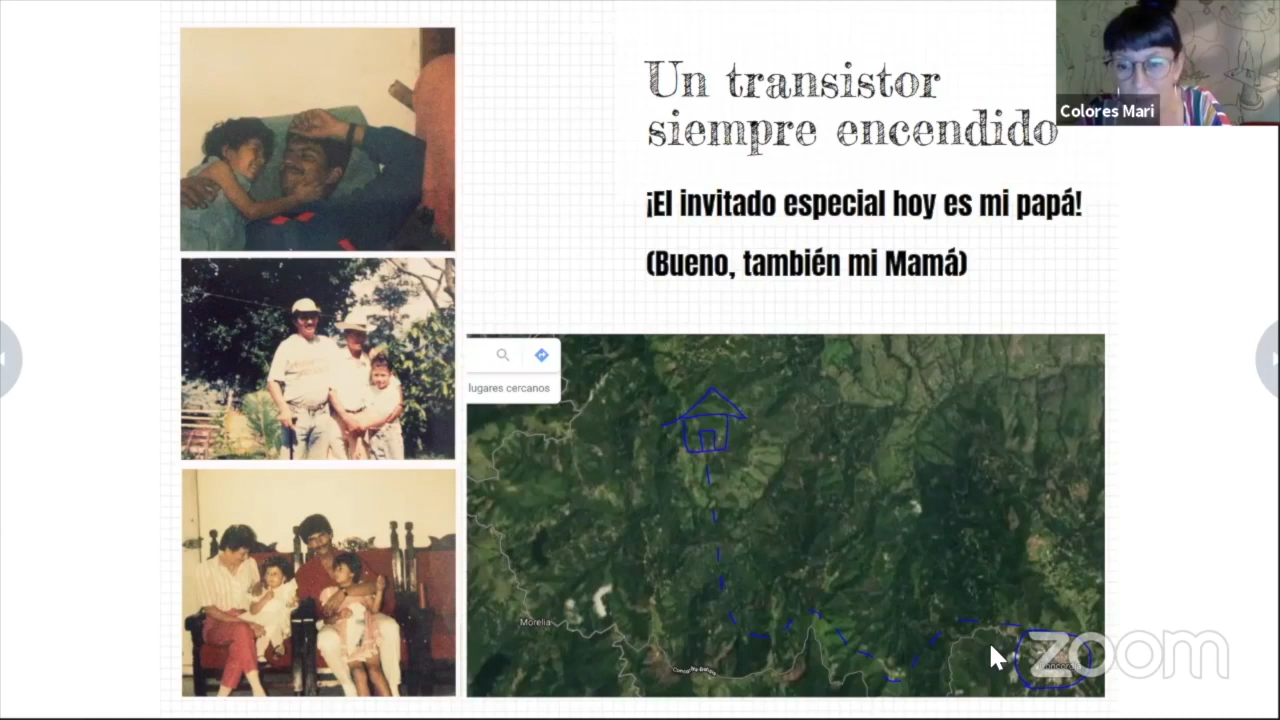 Un transistor
siempre encendido
Colores Mari
¡El invitado especial hoy es mi papá!
(Bueno, también mi Mamá)
lugares cercanos
Morelia
zoom